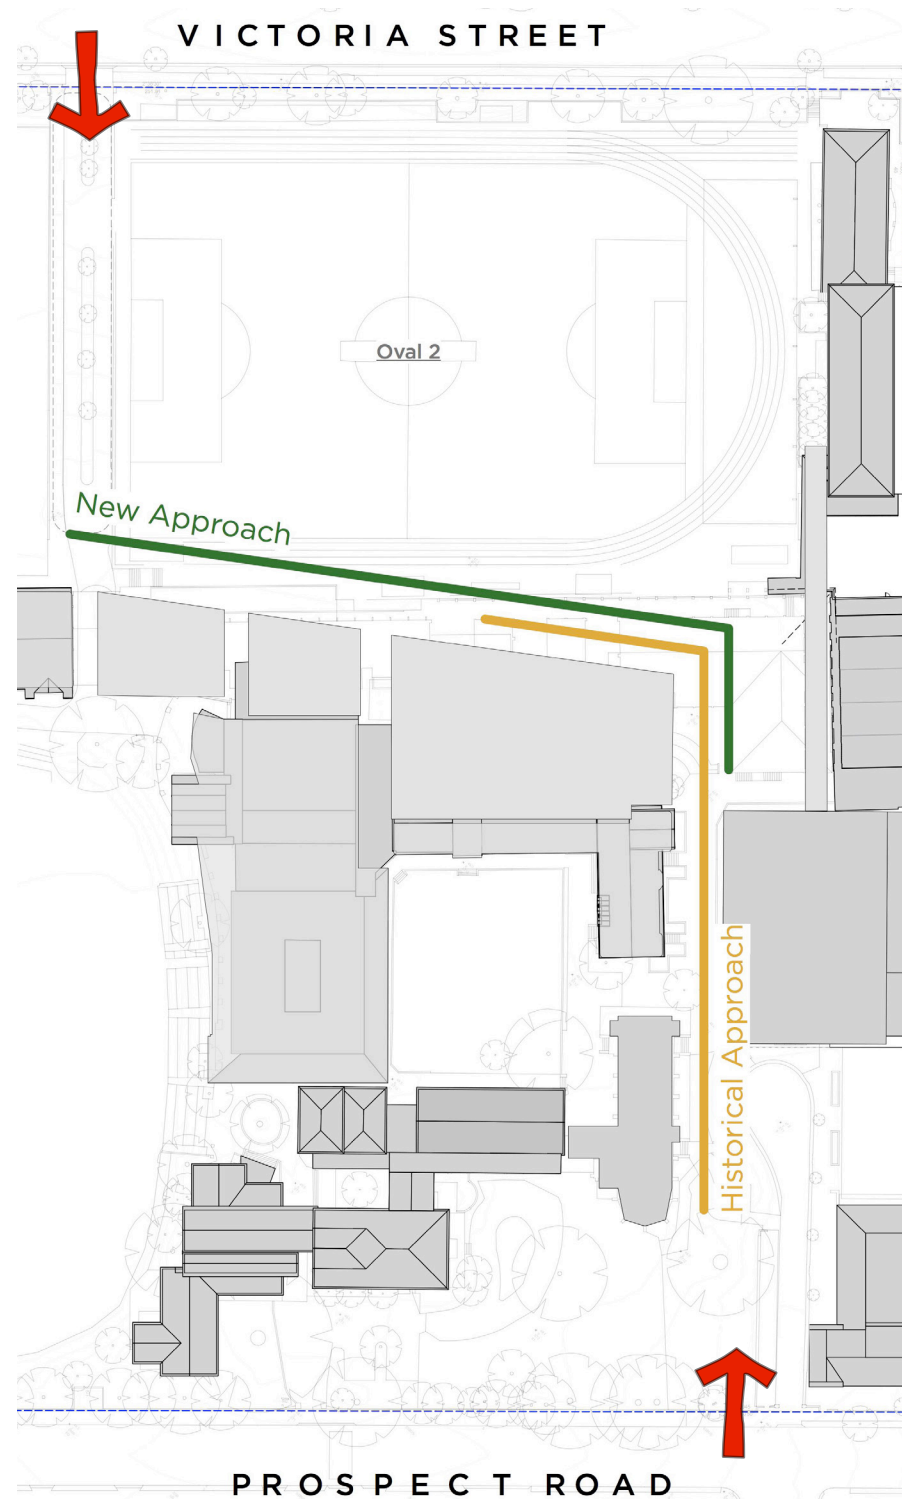 VICTORIA STREET
Oval 2
New Approach
Historical Approach
PROSPECT ROAD